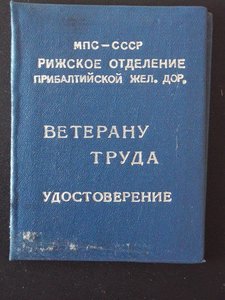 МПС-СССР
РИЖСКОЕ ОТДЕЛЕНИЕ
ПРИБАЛТИЙСКОЙ ЖЕЛ. ДОР.
ВЕТЕРАНУ
ТРУДА
УДОСТОВЕРЕНИЕ